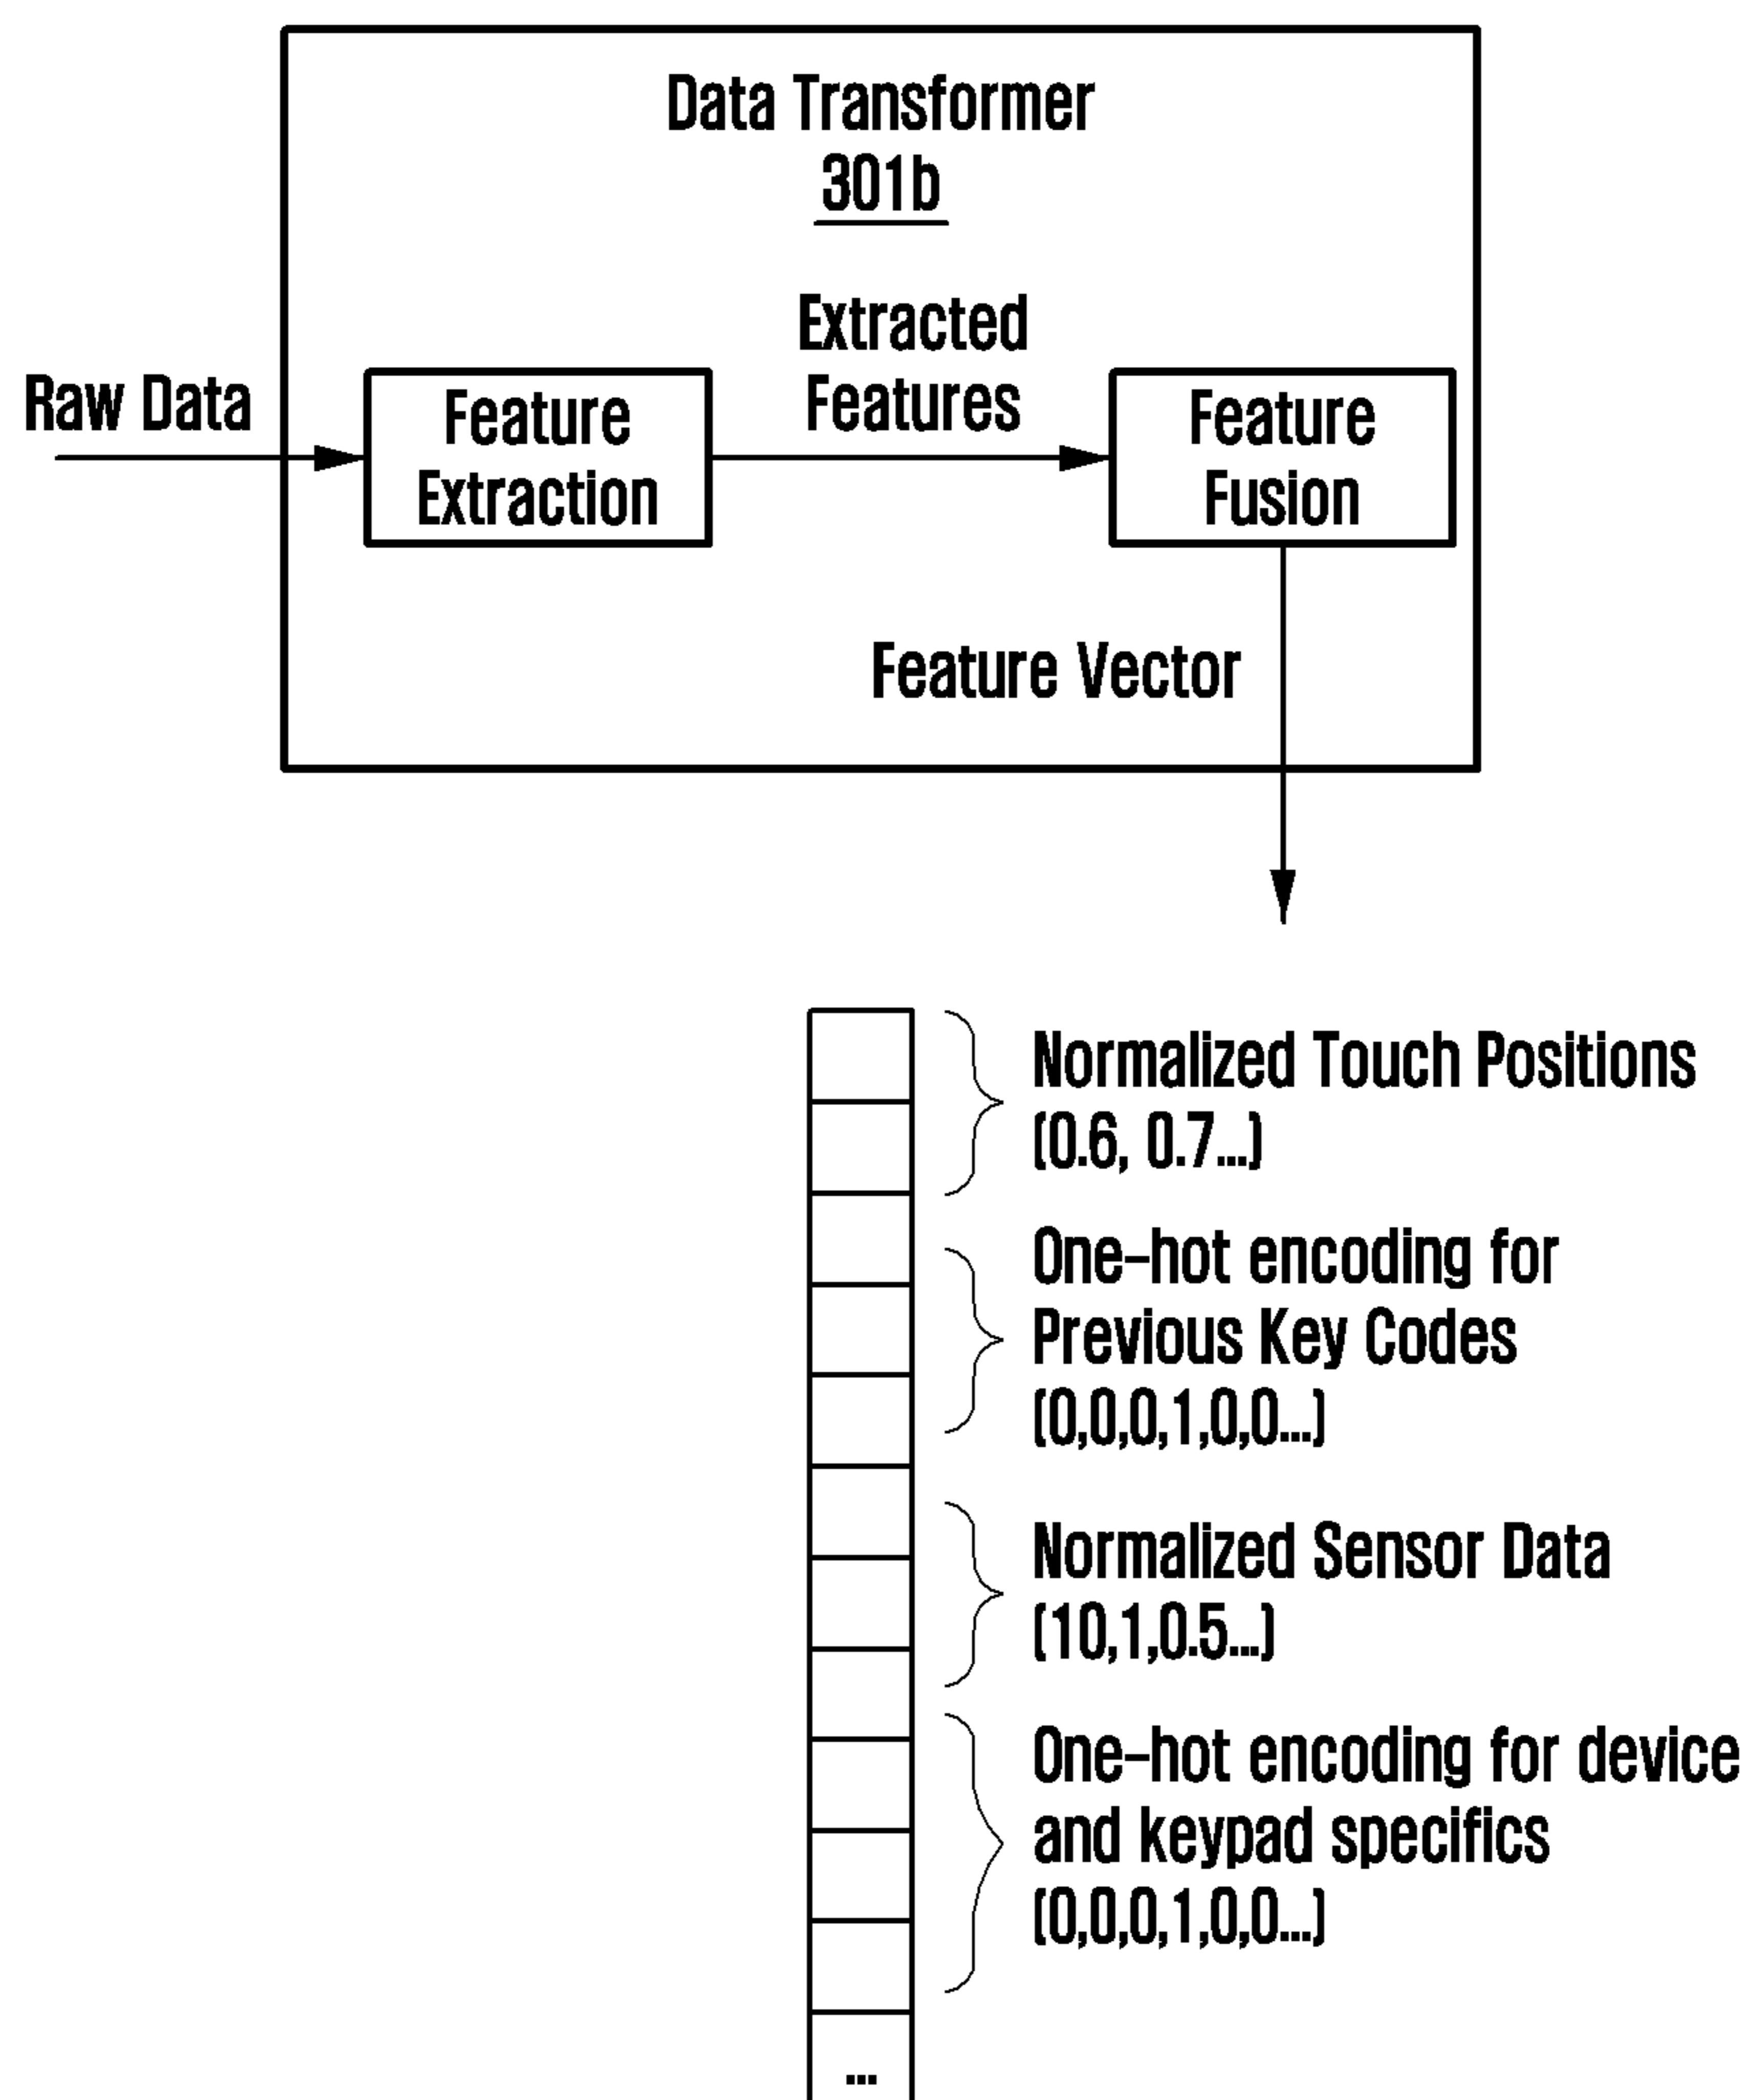 Data Transformer
301b
Raw Data
Feature
Extraction
Extracted
Features
Feature
Fusion
Feature Vector
Normalized Touch Positions
(0.6, 0.7...)
One-hot encoding for
Previous Key Codes
(0,0,0,1,0,0...)
Normalized Sensor Data
(10,1,0.5...)
One-hot encoding for device
and keypad specifics
(0,0,0,1,0,0...)
...